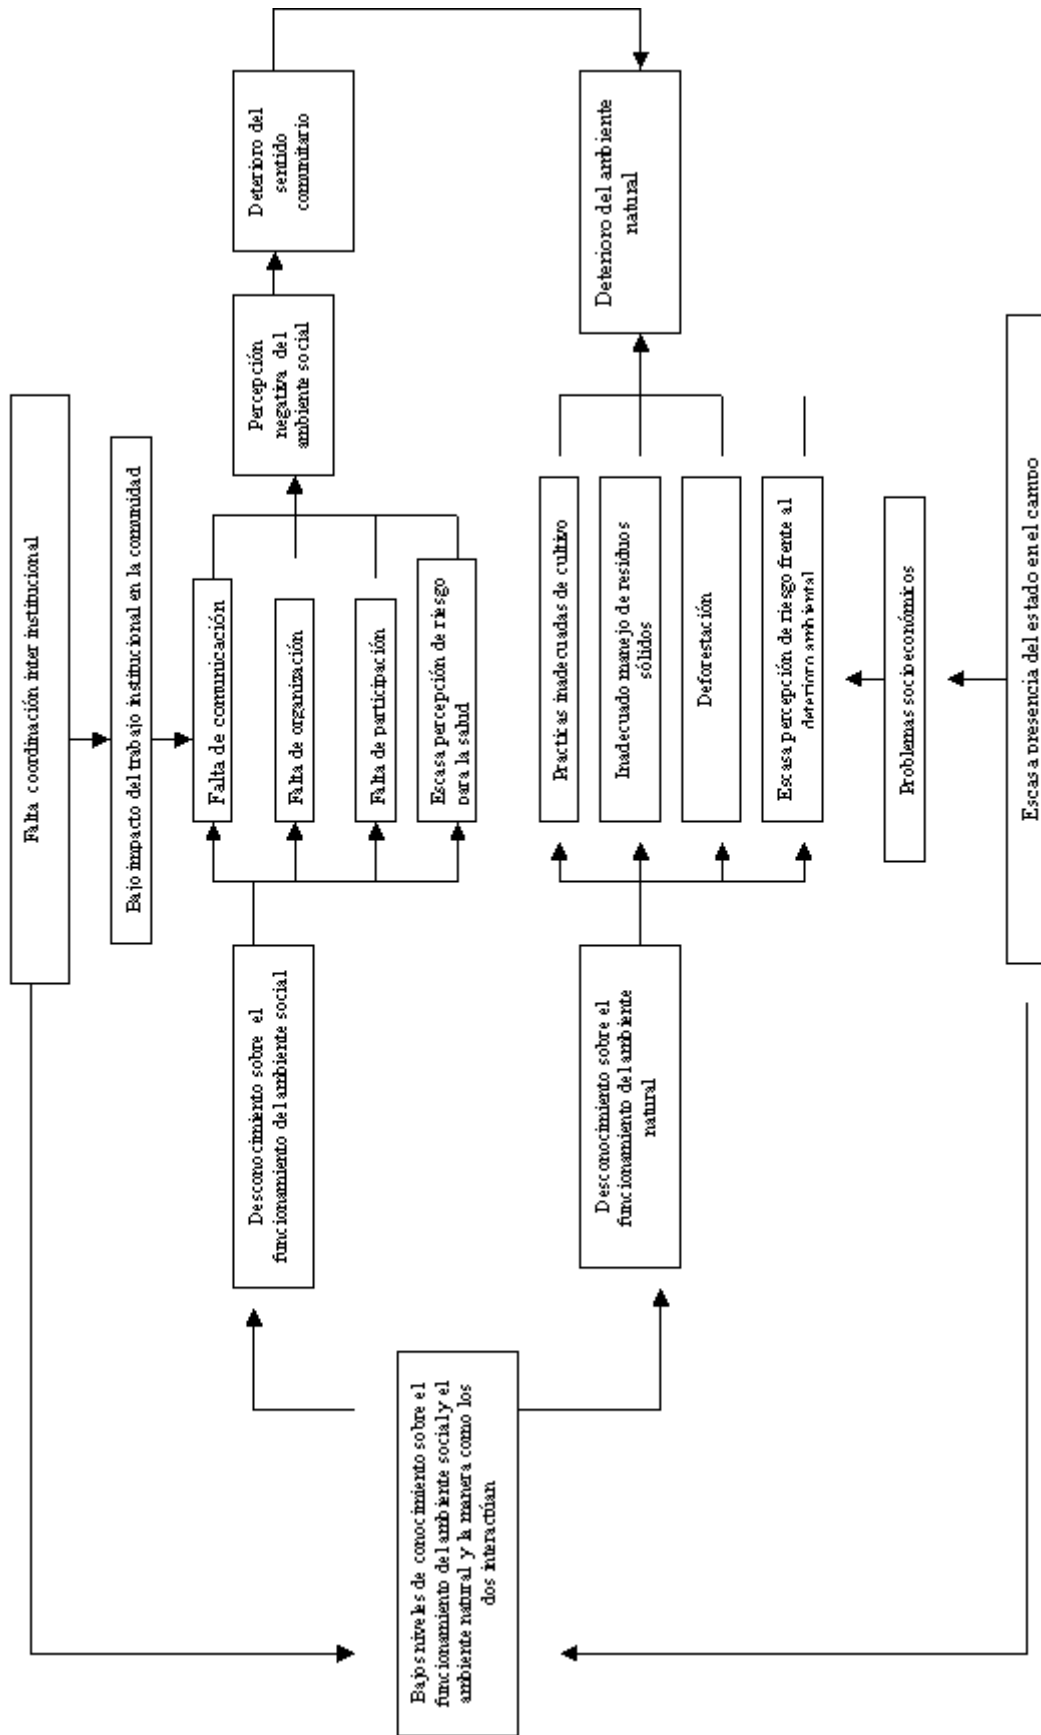 Falta coordinación inter institucional
Bajo impacto del trabajo institucional en la comunidad
Bajos niveles de conocimiento sobre el
funcionamiento del ambiente social y el
ambiente natural y la manera como los
dos interactúan
Desconocimiento sobre el
funcionamiento del ambiente social
Falta de comunicación
Falta de organización
Falta de participación
Escasa percepción de riesgo
para la salud
Percepción
negativa del
ambiente social
Deterioro del
sentido
comunitario
Desconocimiento sobre el
funcionamiento del ambiente
natural
Practicas inadecuadas de cultivo
Inadecuado manejo de residuos
sólidos
Deforestación
Escasa percepción de riesgo frente al
deterioro ambiental
Deterioro del ambiente
natural
Problemas socioeconómicos
Escasa presencia del estado en el campo